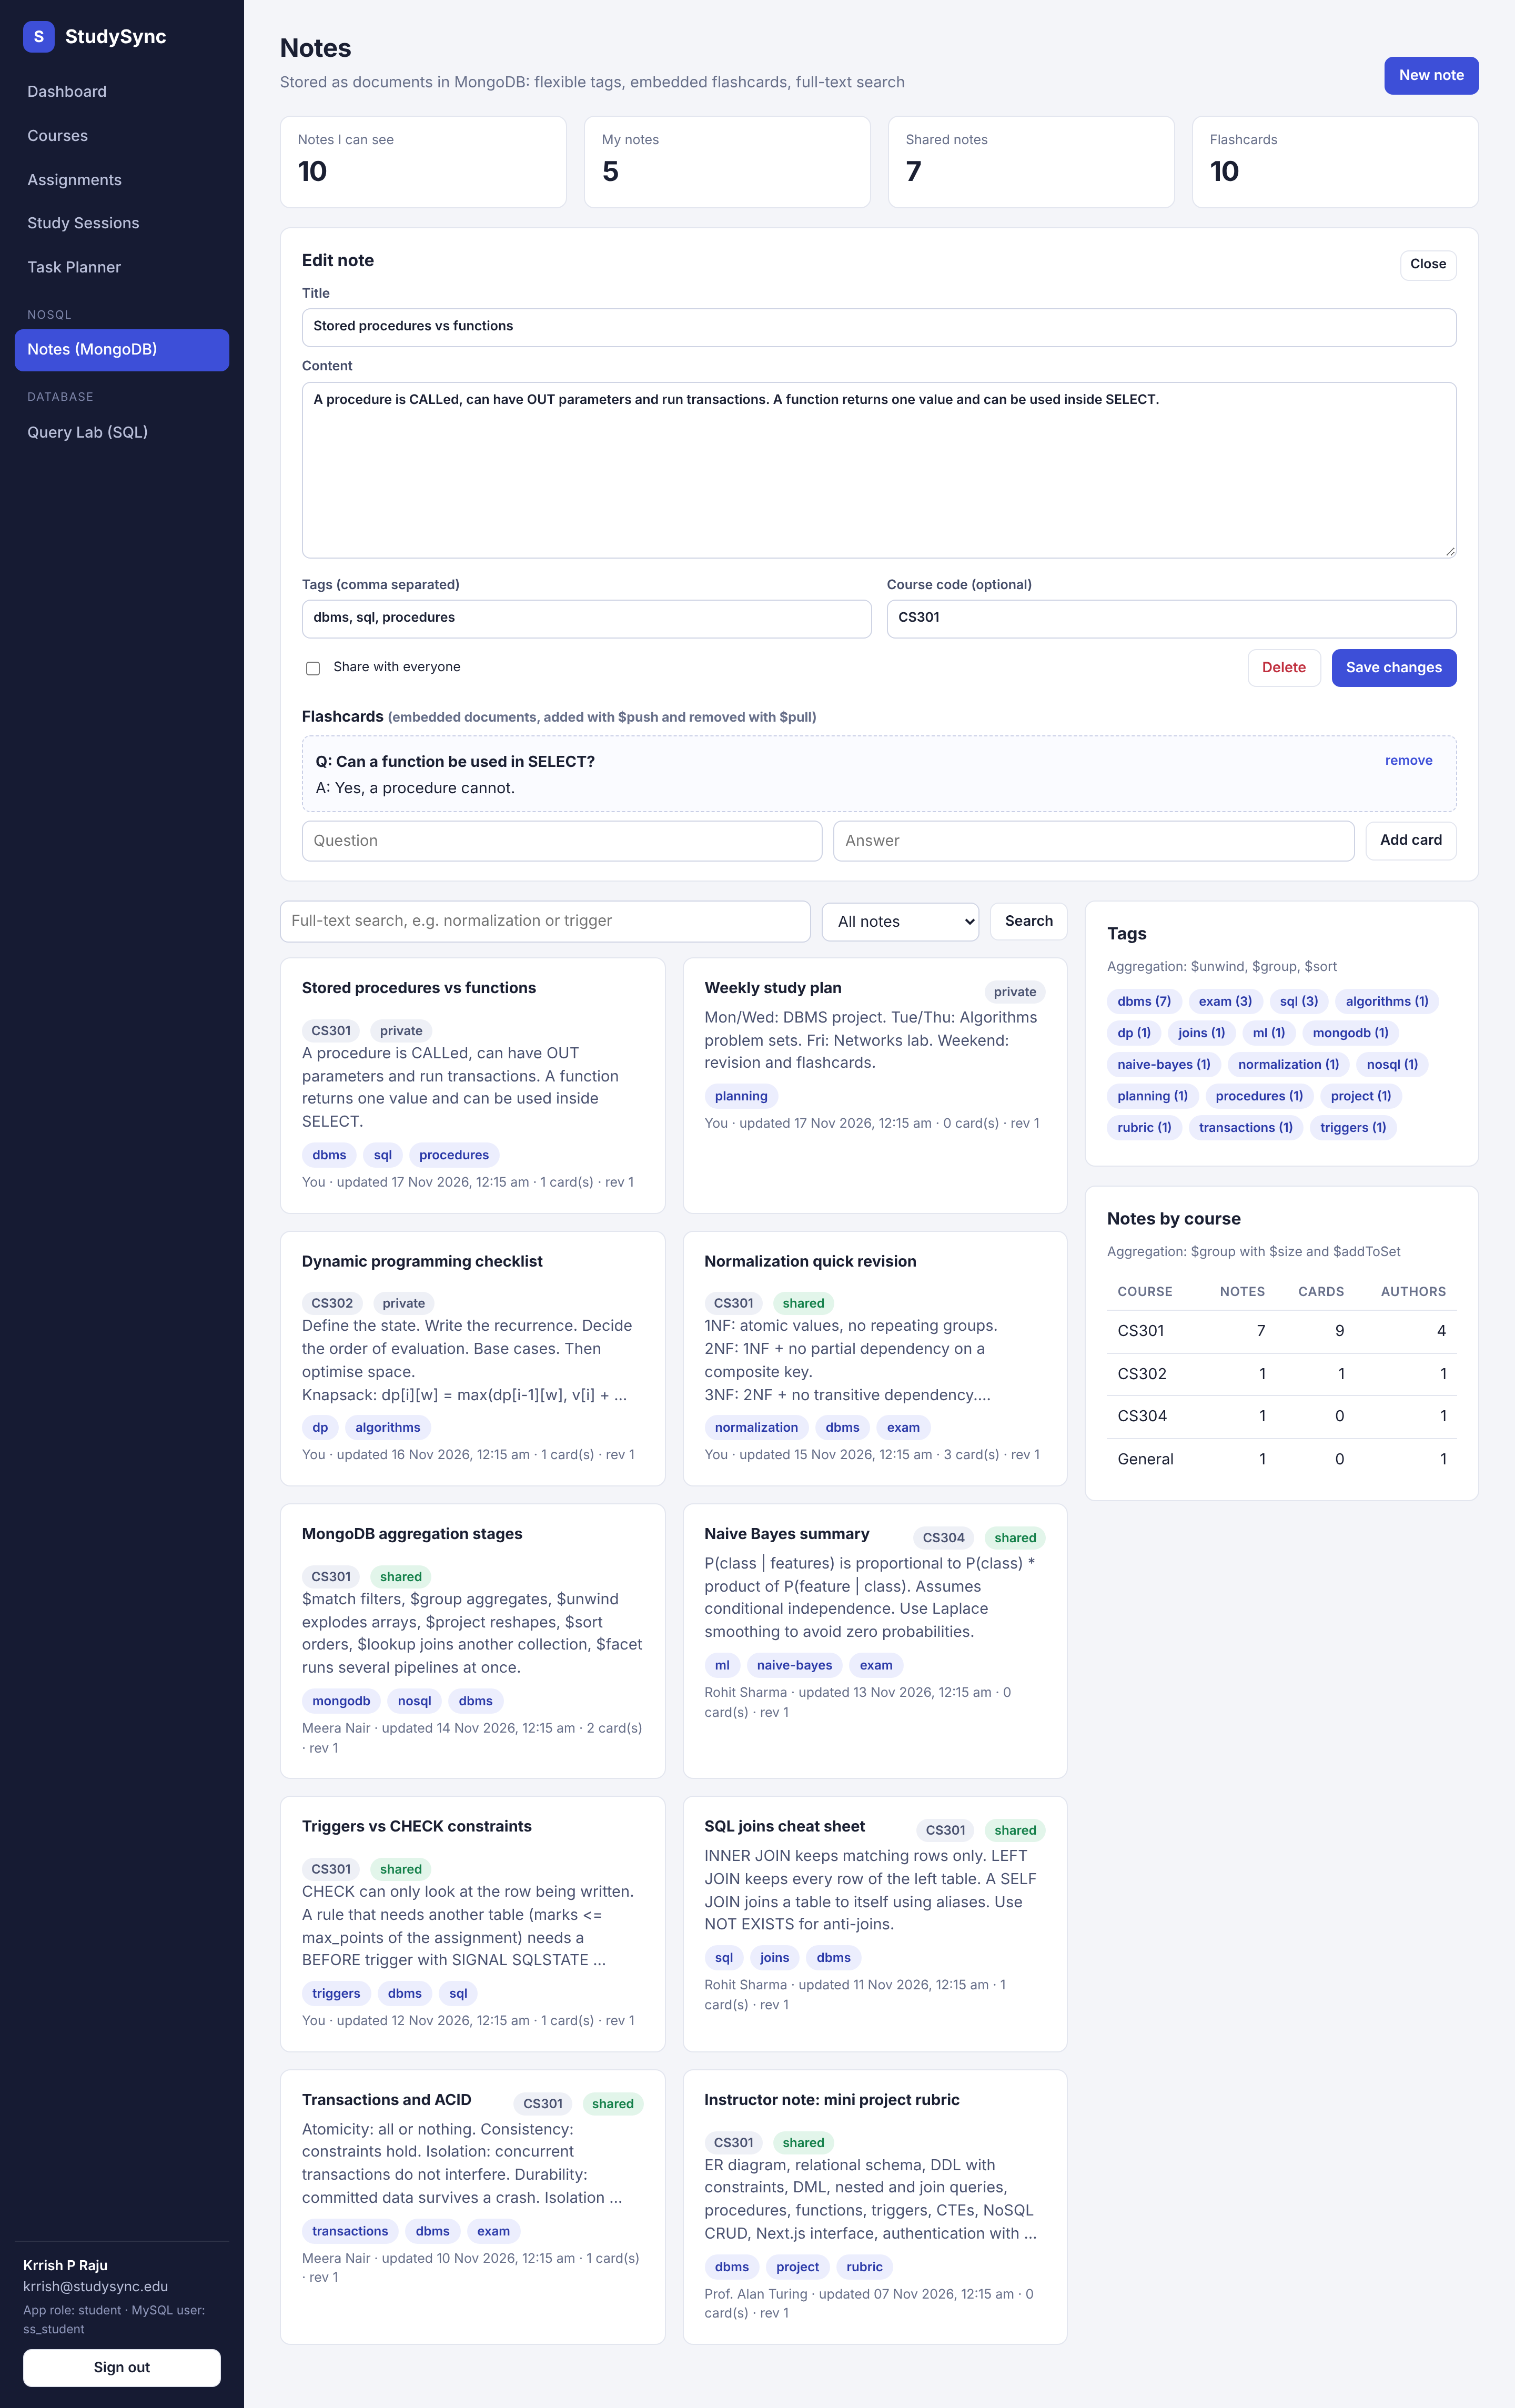 S StudySync
Dashboard
Courses
Assignments
Study Sessions
Task Planner
NOSQL
Notes (MongoDB)
DATABASE
Query Lab (SQL)
Krrish P Raju
krrish@studysync.edu
App role: student · MySQL user:
ss_student
Sign out
Notes
Stored as documents in MongoDB: flexible tags, embedded flashcards, full-text search
New note
Notes I can see
10
My notes
5
Shared notes
7
Flashcards
10
Edit note
Close
Title
Stored procedures vs functions
Content
A procedure is CALLed, can have OUT parameters and run transactions. A function returns one value and can be used inside SELECT.
Tags (comma separated)
dbms, sql, procedures
Course code (optional)
CS301
Share with everyone
Delete
Save changes
Flashcards (embedded documents, added with $push and removed with $pull)
Q: Can a function be used in SELECT?
remove
A: Yes, a procedure cannot.
Question
Answer
Add card
Full-text search, e.g. normalization or trigger
All notes
Search
Stored procedures vs functions
CS301 private
A procedure is CALLed, can have OUT
parameters and run transactions. A function
returns one value and can be used inside
SELECT.
dbms sql procedures
You · updated 17 Nov 2026, 12:15 am · 1 card(s) · rev 1
Weekly study plan private
Mon/Wed: DBMS project. Tue/Thu: Algorithms
problem sets. Fri: Networks lab. Weekend:
revision and flashcards.
planning
You · updated 17 Nov 2026, 12:15 am · 0 card(s) · rev 1
Dynamic programming checklist
CS302 private
Define the state. Write the recurrence. Decide
the order of evaluation. Base cases. Then
optimise space.
Knapsack: dp[i][w] = max(dp[i-1][w], v[i] + ...
dp algorithms
You · updated 16 Nov 2026, 12:15 am · 1 card(s) · rev 1
Normalization quick revision
CS301 shared
1NF: atomic values, no repeating groups.
2NF: 1NF + no partial dependency on a
composite key.
3NF: 2NF + no transitive dependency....
normalization dbms exam
You · updated 15 Nov 2026, 12:15 am · 3 card(s) · rev 1
MongoDB aggregation stages
CS301 shared
$match filters, $group aggregates, $unwind
explodes arrays, $project reshapes, $sort
orders, $lookup joins another collection, $facet
runs several pipelines at once.
mongodb nosql dbms
Meera Nair · updated 14 Nov 2026, 12:15 am · 2 card(s)
· rev 1
Naive Bayes summary CS304 shared
P(class | features) is proportional to P(class) *
product of P(feature | class). Assumes
conditional independence. Use Laplace
smoothing to avoid zero probabilities.
ml naive-bayes exam
Rohit Sharma · updated 13 Nov 2026, 12:15 am · 0
card(s) · rev 1
Triggers vs CHECK constraints
CS301 shared
CHECK can only look at the row being written.
A rule that needs another table (marks <=
max_points of the assignment) needs a
BEFORE trigger with SIGNAL SQLSTATE ...
triggers dbms sql
You · updated 12 Nov 2026, 12:15 am · 1 card(s) · rev 1
SQL joins cheat sheet CS301 shared
INNER JOIN keeps matching rows only. LEFT
JOIN keeps every row of the left table. A SELF
JOIN joins a table to itself using aliases. Use
NOT EXISTS for anti-joins.
sql joins dbms
Rohit Sharma · updated 11 Nov 2026, 12:15 am · 1
card(s) · rev 1
Transactions and ACID CS301 shared
Atomicity: all or nothing. Consistency:
constraints hold. Isolation: concurrent
transactions do not interfere. Durability:
committed data survives a crash. Isolation ...
transactions dbms exam
Meera Nair · updated 10 Nov 2026, 12:15 am · 1 card(s)
· rev 1
Instructor note: mini project rubric
CS301 shared
ER diagram, relational schema, DDL with
constraints, DML, nested and join queries,
procedures, functions, triggers, CTEs, NoSQL
CRUD, Next.js interface, authentication with ...
dbms project rubric
Prof. Alan Turing · updated 07 Nov 2026, 12:15 am · 0
card(s) · rev 1
Tags
Aggregation: $unwind, $group, $sort
dbms (7) exam (3) sql (3) algorithms (1)
dp (1) joins (1) ml (1) mongodb (1)
naive-bayes (1) normalization (1) nosql (1)
planning (1) procedures (1) project (1)
rubric (1) transactions (1) triggers (1)
Notes by course
Aggregation: $group with $size and $addToSet
COURSE NOTES CARDS AUTHORS
CS301 7 9 4
CS302 1 1 1
CS304 1 0 1
General 1 0 1